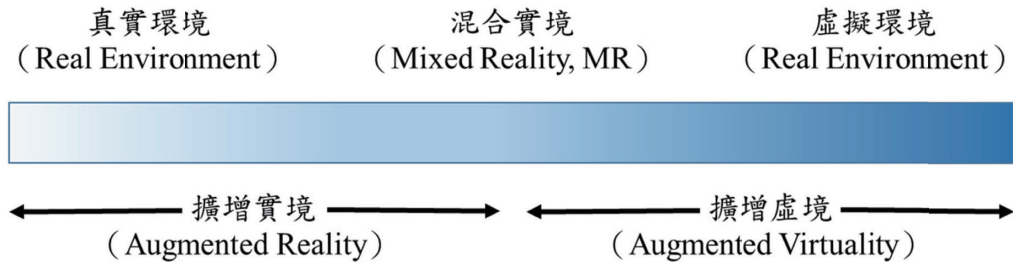 真實環境
（Real Environment）
混合實境
（Mixed Reality, MR）
虛擬環境
（Real Environment）
擴增實境
（Augmented Reality）
擴增虛境
（Augmented Virtuality）